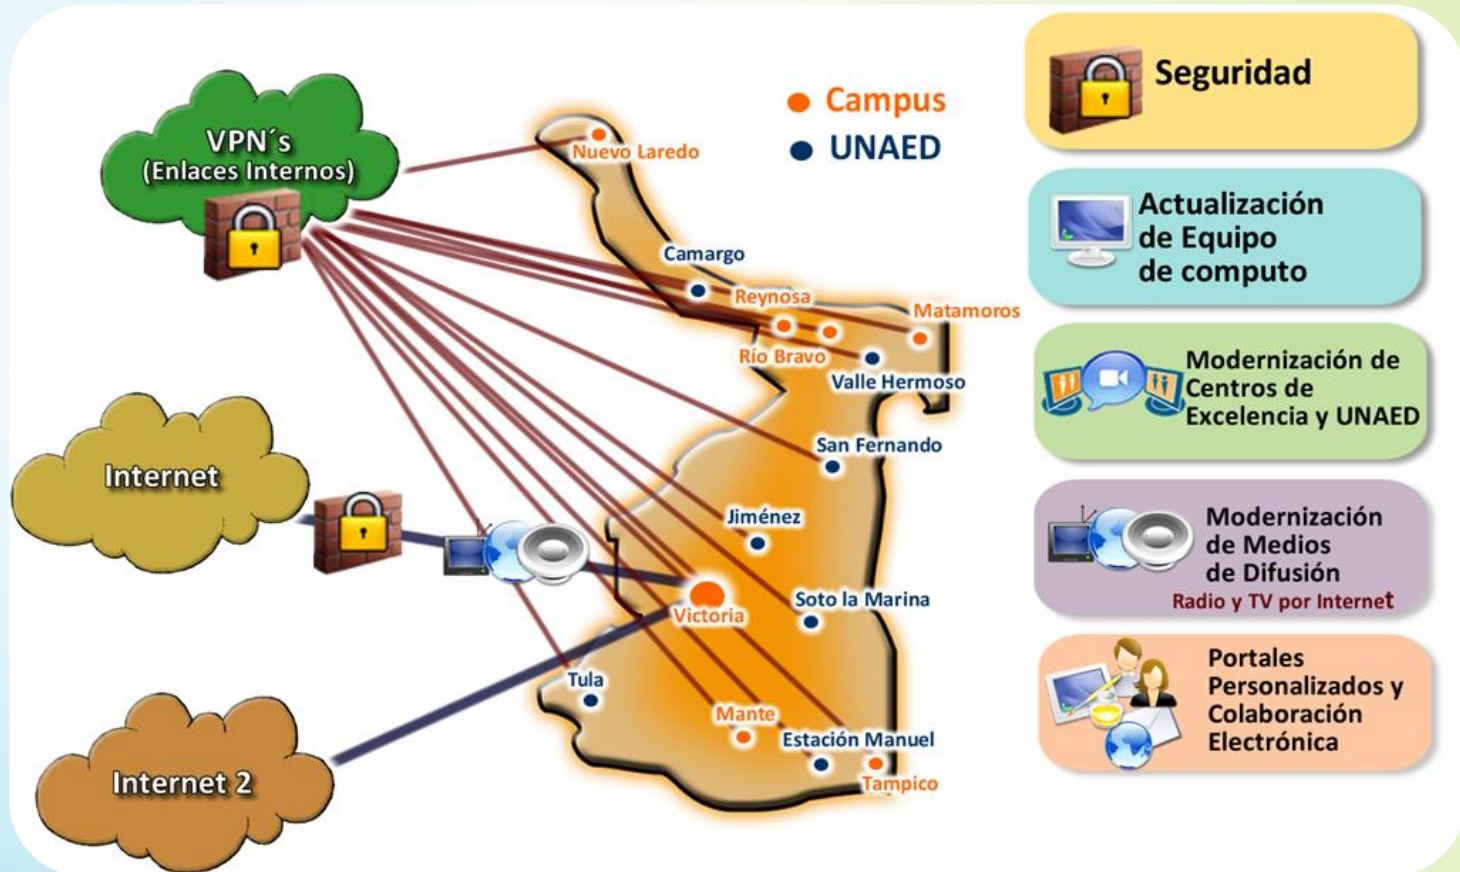 VPN´s
(Enlaces Internos)
Internet
Internet 2
Campus
UNAED
Nuevo Laredo
Camargo
Reynosa
Matamoros
Río Bravo
Valle Hermoso
San Fernando
Jiménez
Soto la Marina
Victoria
Tula
Mante
Estación Manuel
Tampico
Seguridad
Actualización
de Equipo
de computo
Modernización de
Centros de
Excelencia y UNAED
Modernización
de Medios
de Difusión
Radio y TV por Internet
Portales
Personalizados y
Colaboración
Electrónica